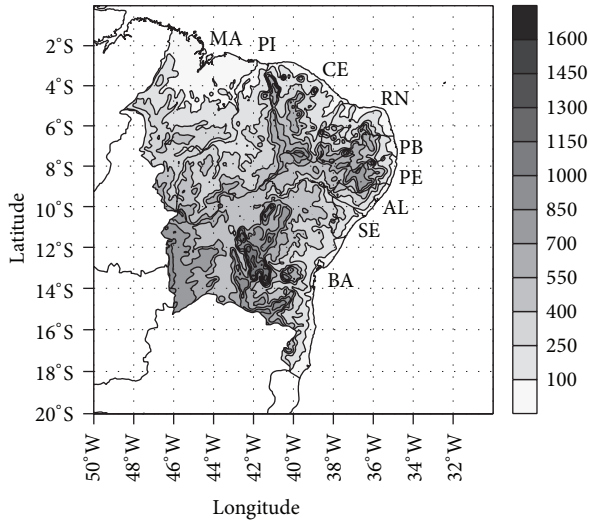 2°S
4°S
6°S
8°S
10°S
12°S
14°S
16°S
18°S
20°S
Latitude
MA
PI
CE
RN
PB
PE
AL
SE
BA
50°W
48°W
46°W
44°W
42°W
40°W
38°W
36°W
34°W
32°W
Longitude
1600
1450
1300
1150
1000
850
700
550
400
250
100